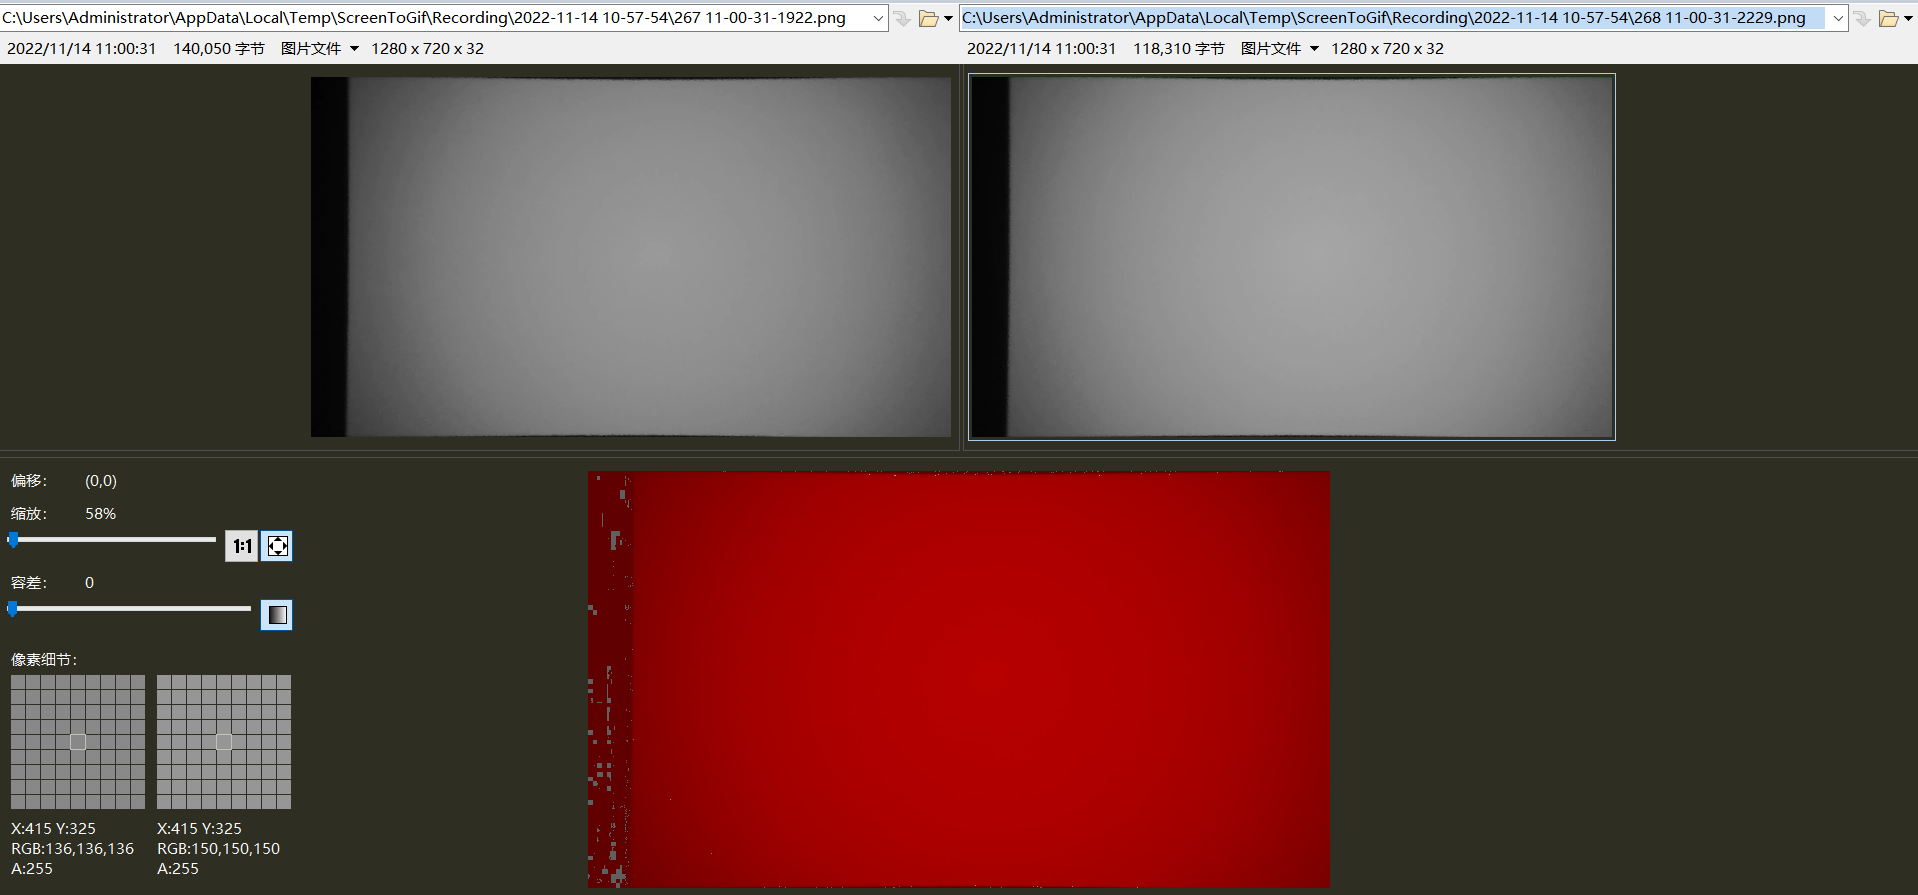 C:\Users\Administrator\AppData\Local\Temp\ScreenToGif\Recording\2022-11-14 10-57-54\267 11-00-31-1922.png
C:\Users\Administrator\AppData\Local\Temp\ScreenToGif\Recording\2022-11-14 10-57-54\268 11-00-31-2229.png
2022/11/14 11:00:31 140,050 字节 图片文件 1280 x 720 x 32
2022/11/14 11:00:31 118,310 字节 图片文件 1280 x 720 x 32
偏移: (0,0)
缩放: 58%
1:1
容差: 0
像素细节:
X:415 Y:325
RGB:136,136,136
A:255
X:415 Y:325
RGB:150,150,150
A:255